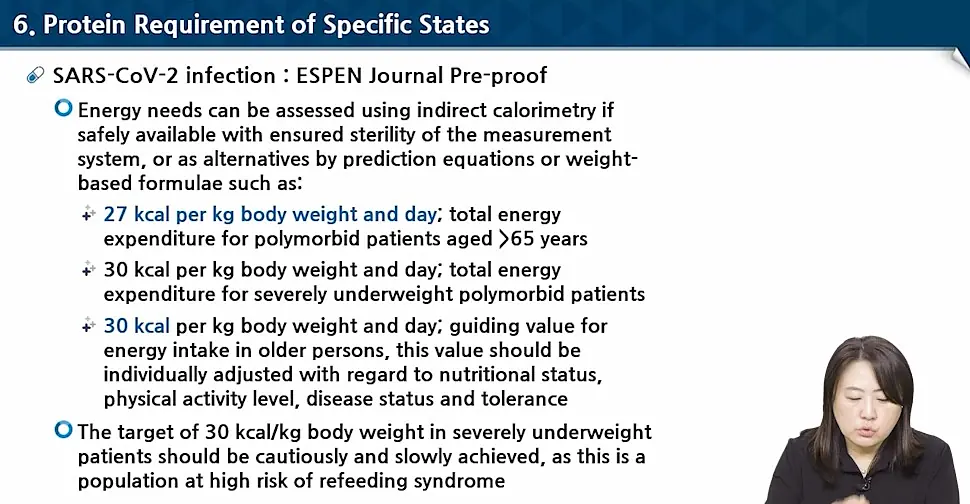 6. Protein Requirement of Specific States
SARS-CoV-2 infection : ESPEN Journal Pre-proof
Energy needs can be assessed using indirect calorimetry if
safely available with ensured sterility of the measurement
system, or as alternatives by prediction equations or weight-
based formulae such as:
27 kcal per kg body weight and day; total energy
expenditure for polymorbid patients aged >65 years
30 kcal per kg body weight and day; total energy
expenditure for severely underweight polymorbid patients
30 kcal per kg body weight and day; guiding value for
energy intake in older persons, this value should be
individually adjusted with regard to nutritional status,
physical activity level, disease status and tolerance
The target of 30 kcal/kg body weight in severely underweight
patients should be cautiously and slowly achieved, as this is a
population at high risk of refeeding syndrome